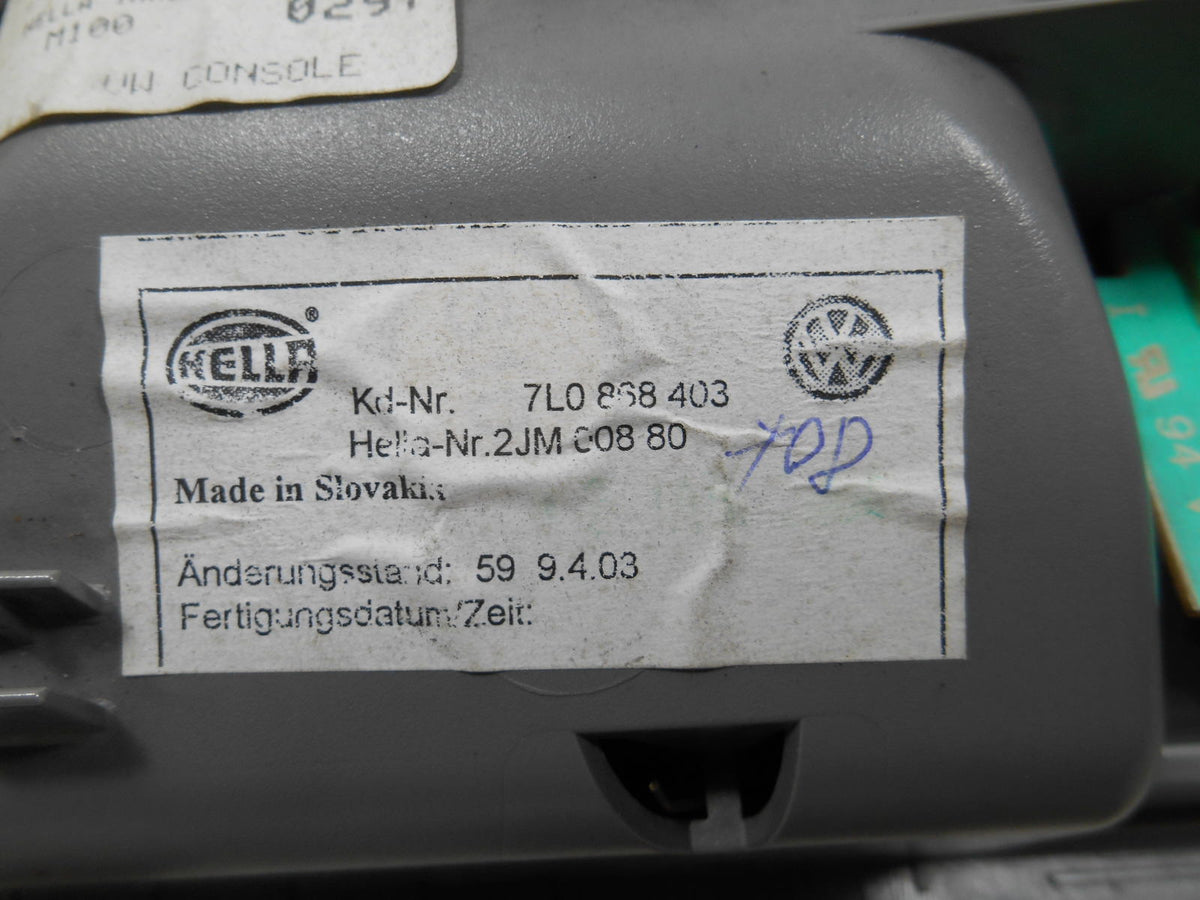 M100
VW CONSOLE
HELLA ®
Kd-Nr. 7L0 868 403
Hella-Nr.2JM 008 80
Made in Slovakia
Änderungsstand: 59 9.4.03
Fertigungsdatum/Zeit: